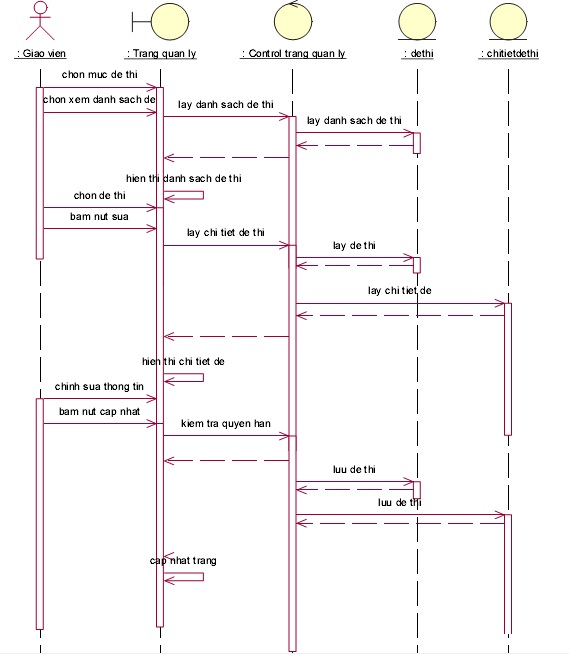 : Giao vien
: Trang quan ly
: Control trang quan ly
: dethi
: chitietdethi
chon muc de thi
chon xem danh sach de
lay danh sach de thi
lay danh sach de thi
hien thi danh sach de thi
chon de thi
bam nut sua
lay chi tiet de thi
lay de thi
lay chi tiet de
hien thi chi tiet de
chinh sua thong tin
bam nut cap nhat
kiem tra quyen han
luu de thi
luu de thi
cap nhat trang